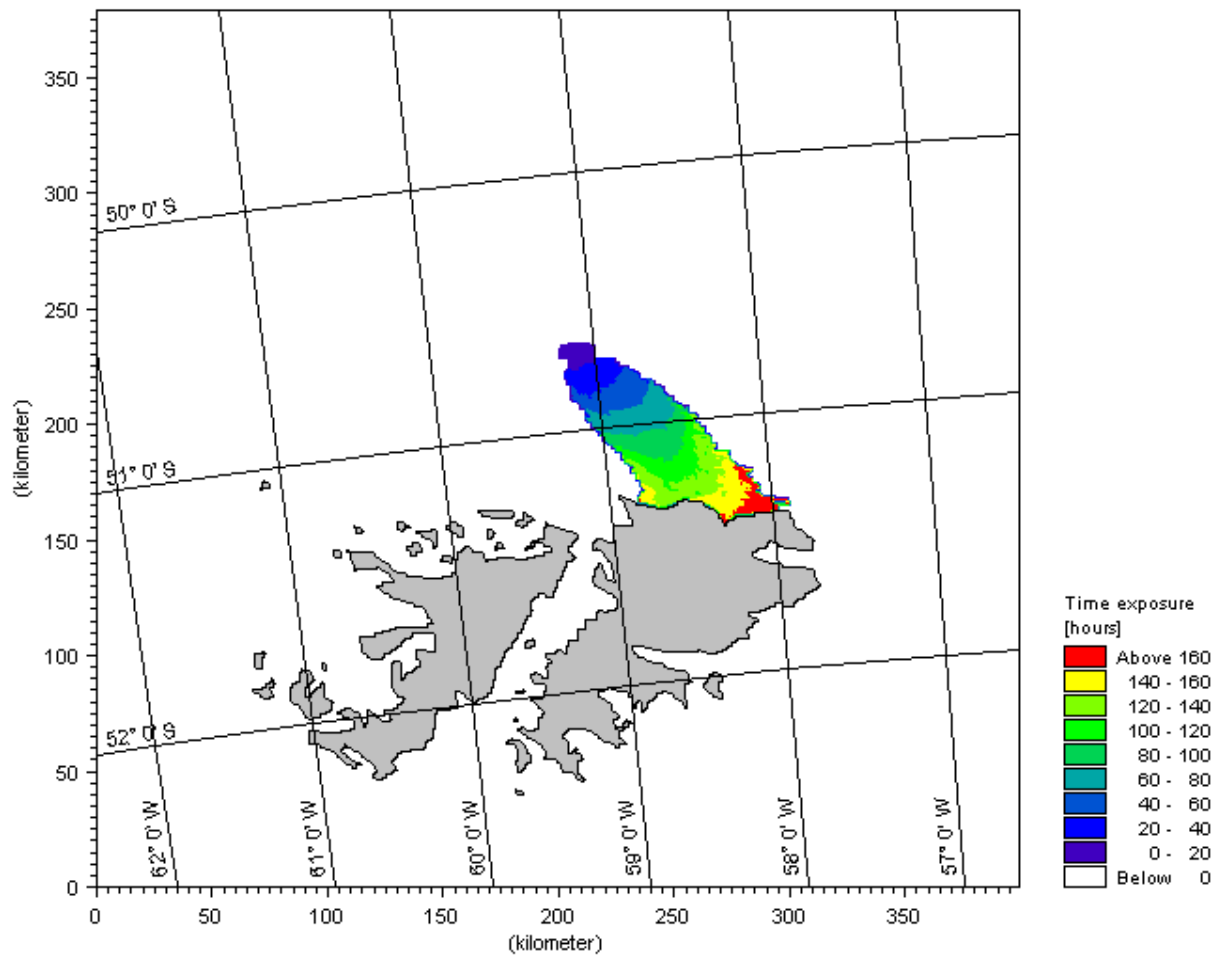 350
300
250
200
150
100
50
0
(kilometer)
50° 0' S
51° 0' S
52° 0' S
62° 0' W
61° 0' W
60° 0' W
59° 0' W
58° 0' W
57° 0' W
0 50 100 150 200 250 300 350
(kilometer)
Time exposure
[hours]
Above 160
140 - 160
120 - 140
100 - 120
80 - 100
60 - 80
40 - 60
20 - 40
0 - 20
Below 0